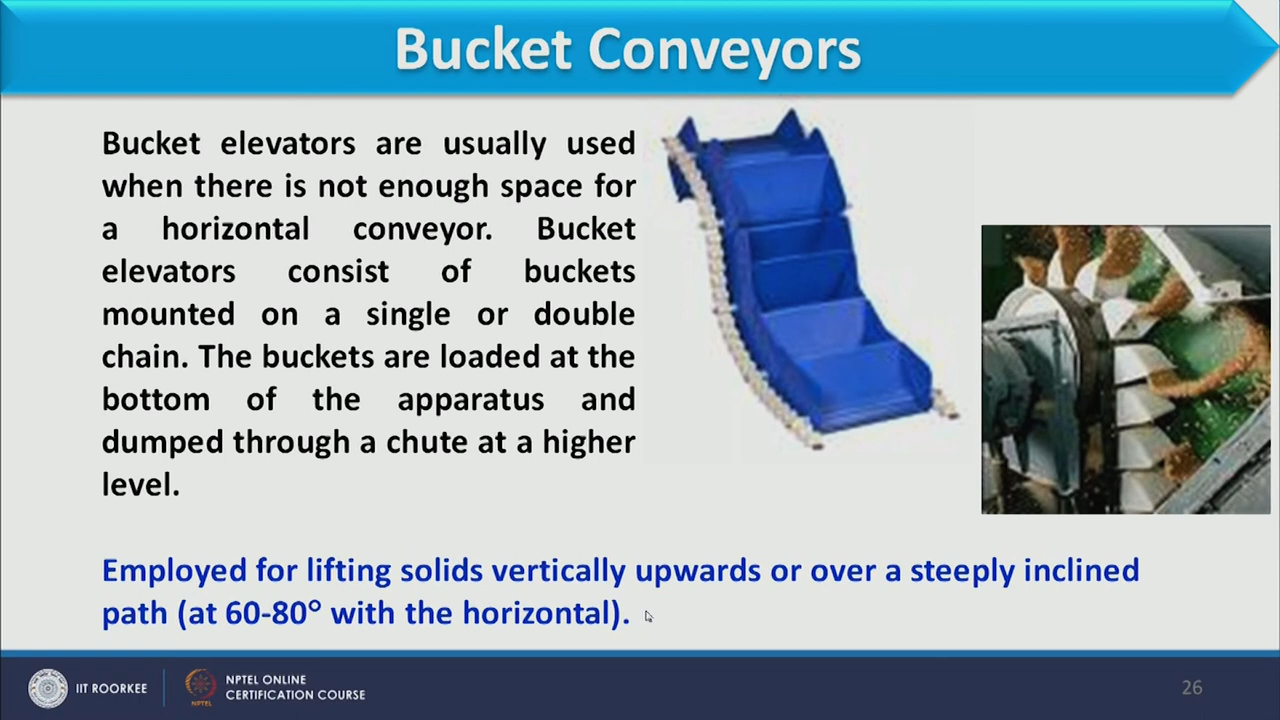 Bucket Conveyors
Bucket elevators are usually used
when there is not enough space for
a horizontal conveyor. Bucket
elevators consist of buckets
mounted on a single or double
chain. The buckets are loaded at the
bottom of the apparatus and
dumped through a chute at a higher
level.
Employed for lifting solids vertically upwards or over a steeply inclined
path (at 60-80° with the horizontal).
IIT ROORKEE
NPTEL
NPTEL ONLINE
CERTIFICATION COURSE
26